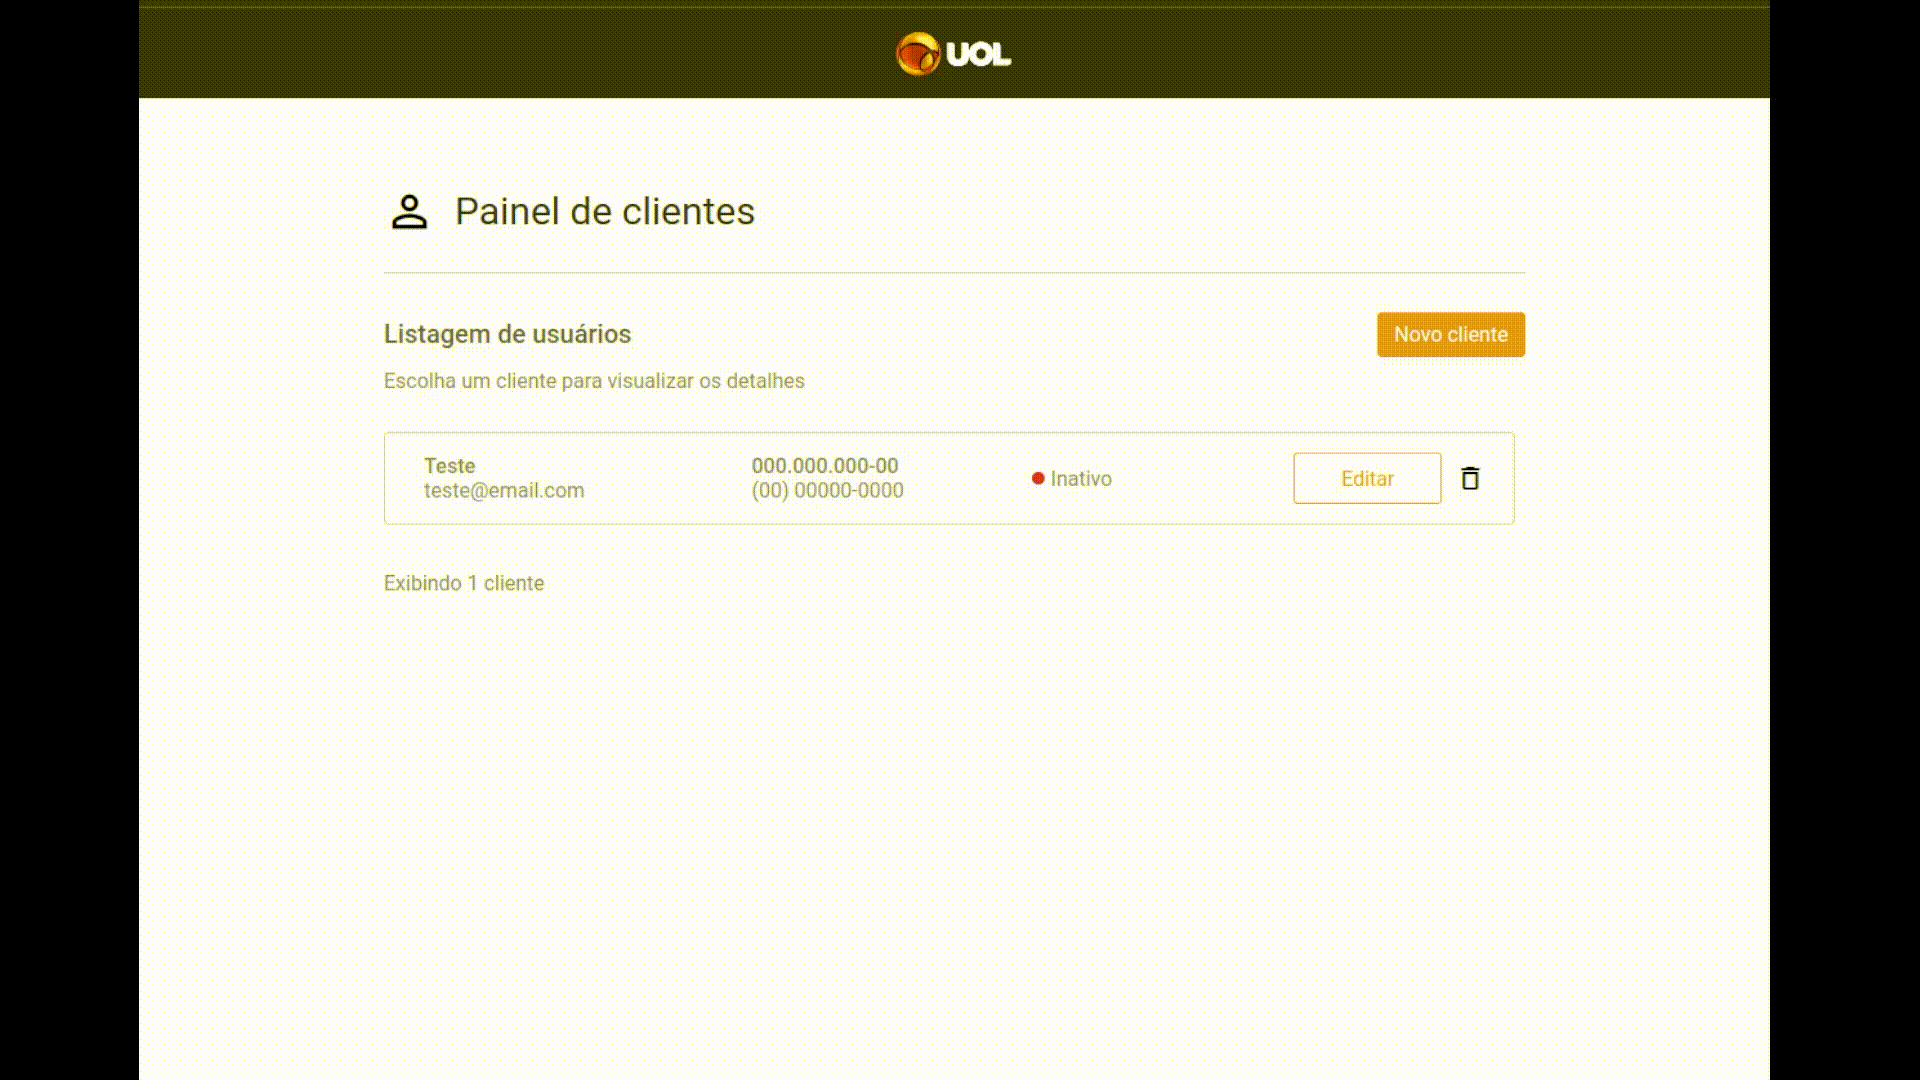 UOL
Painel de clientes
Listagem de usuários
Novo cliente
Escolha um cliente para visualizar os detalhes
Teste
teste@email.com
000.000.000-00
(00) 00000-0000
Inativo
Editar
Exibindo 1 cliente